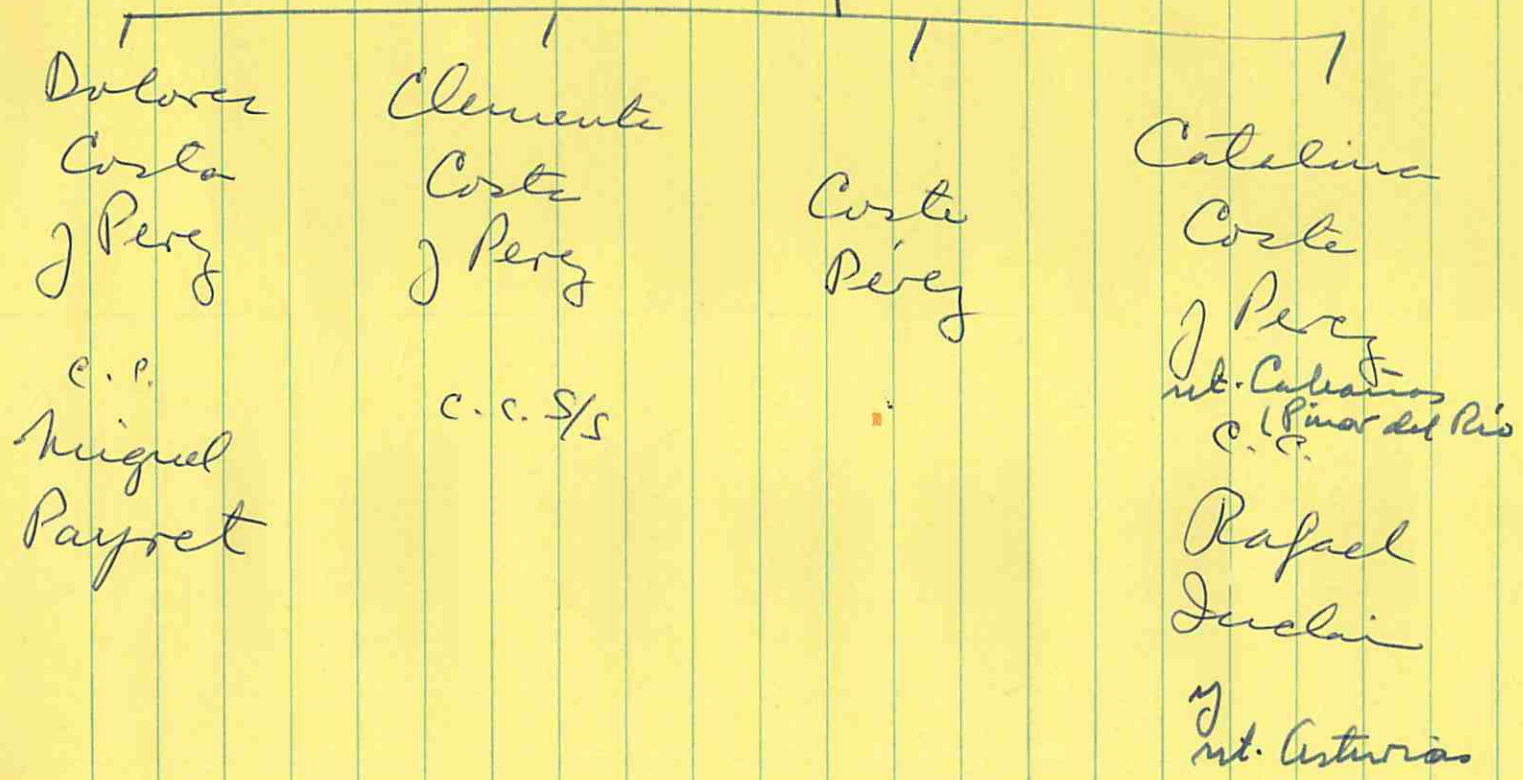 Dolores
Costa
y Perez
c. c.
Miguel
Payret
Clemente
Costa
y Perez
c. c. S/S
Costa
Pérez
Catalina
Costa
y Perez
nt. Cabañas
(Pinar del Río
c. c.
Rafael
y
nt. Asturias